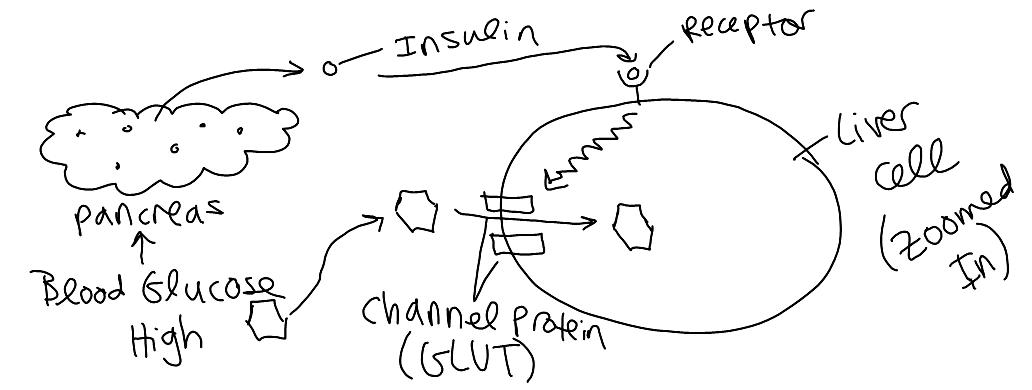 Insulin
Receptor
Liver
cell
(zoomed
In)
pancreas
Blood Glucose
High
channel protein
(GLUT)